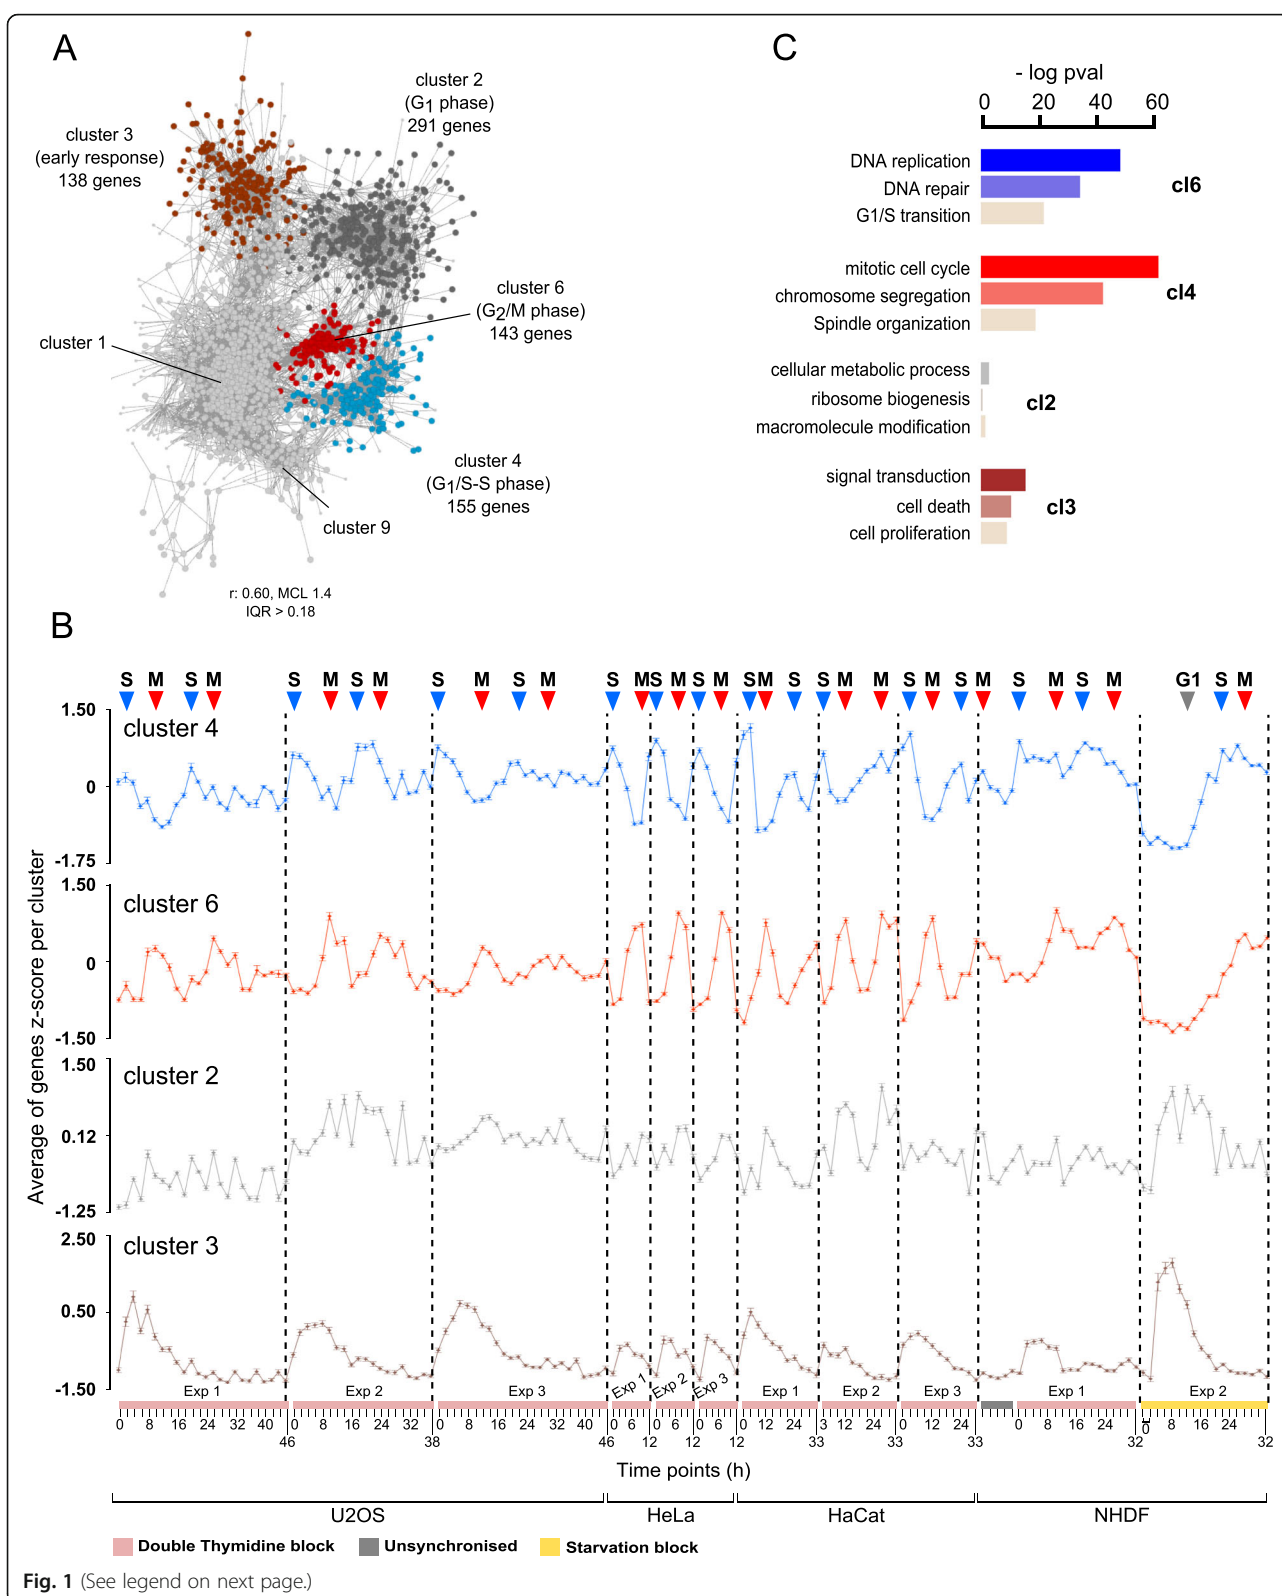 A
cluster 2
(G1 phase)
291 genes
cluster 3
(early response)
138 genes
cluster 6
(G2/M phase)
143 genes
cluster 1
cluster 4
(G1/S-S phase)
155 genes
cluster 9
r: 0.60, MCL 1.4
IQR > 0.18
C
- log pval
0 20 40 60
DNA replication
DNA repair
G1/S transition
cl6
mitotic cell cycle
chromosome segregation
Spindle organization
cl4
cellular metabolic process
ribosome biogenesis
macromolecule modification
cl2
signal transduction
cell death
cell proliferation
cl3
B
S M S M S M S M S M S M S M S M S M S M S S M M S M S M S M S M G1 S M
Average of genes z-score per cluster
1.50
cluster 4
0
-1.75
1.50
cluster 6
0
-1.50
1.50
cluster 2
0.12
-1.25
2.50
cluster 3
0.50
-1.50
Exp 1 Exp 2 Exp 3 Exp 1 Exp 2 Exp 3 Exp 1 Exp 2 Exp 3 Exp 1 Exp 2
0 8 16 24 32 40 0 8 16 24 32 0 8 16 24 32 40 0 6 0 6 0 6 0 12 24 3 12 24 0 12 24 0 8 16 24 0 8 16 24
46 38 46 12 12 12 33 33 33 32 32
Time points (h)
U2OS HeLa HaCat NHDF
Double Thymidine block Unsynchronised Starvation block
Fig. 1 (See legend on next page.)